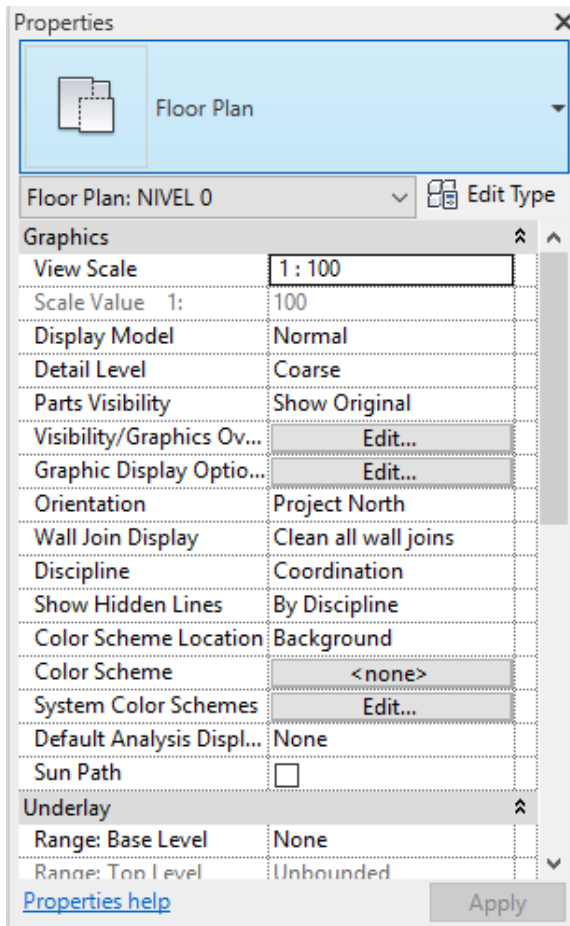 Properties
Floor Plan
Floor Plan: NIVEL 0 Edit Type
Graphics
View Scale 1 : 100
Scale Value 1: 100
Display Model Normal
Detail Level Coarse
Parts Visibility Show Original
Visibility/Graphics Ov... Edit...
Graphic Display Optio... Edit...
Orientation Project North
Wall Join Display Clean all wall joins
Discipline Coordination
Show Hidden Lines By Discipline
Color Scheme Location Background
Color Scheme <none>
System Color Schemes Edit...
Default Analysis Displ... None
Sun Path
Underlay
Range: Base Level None
Range: Top Level Unbounded
Properties help Apply